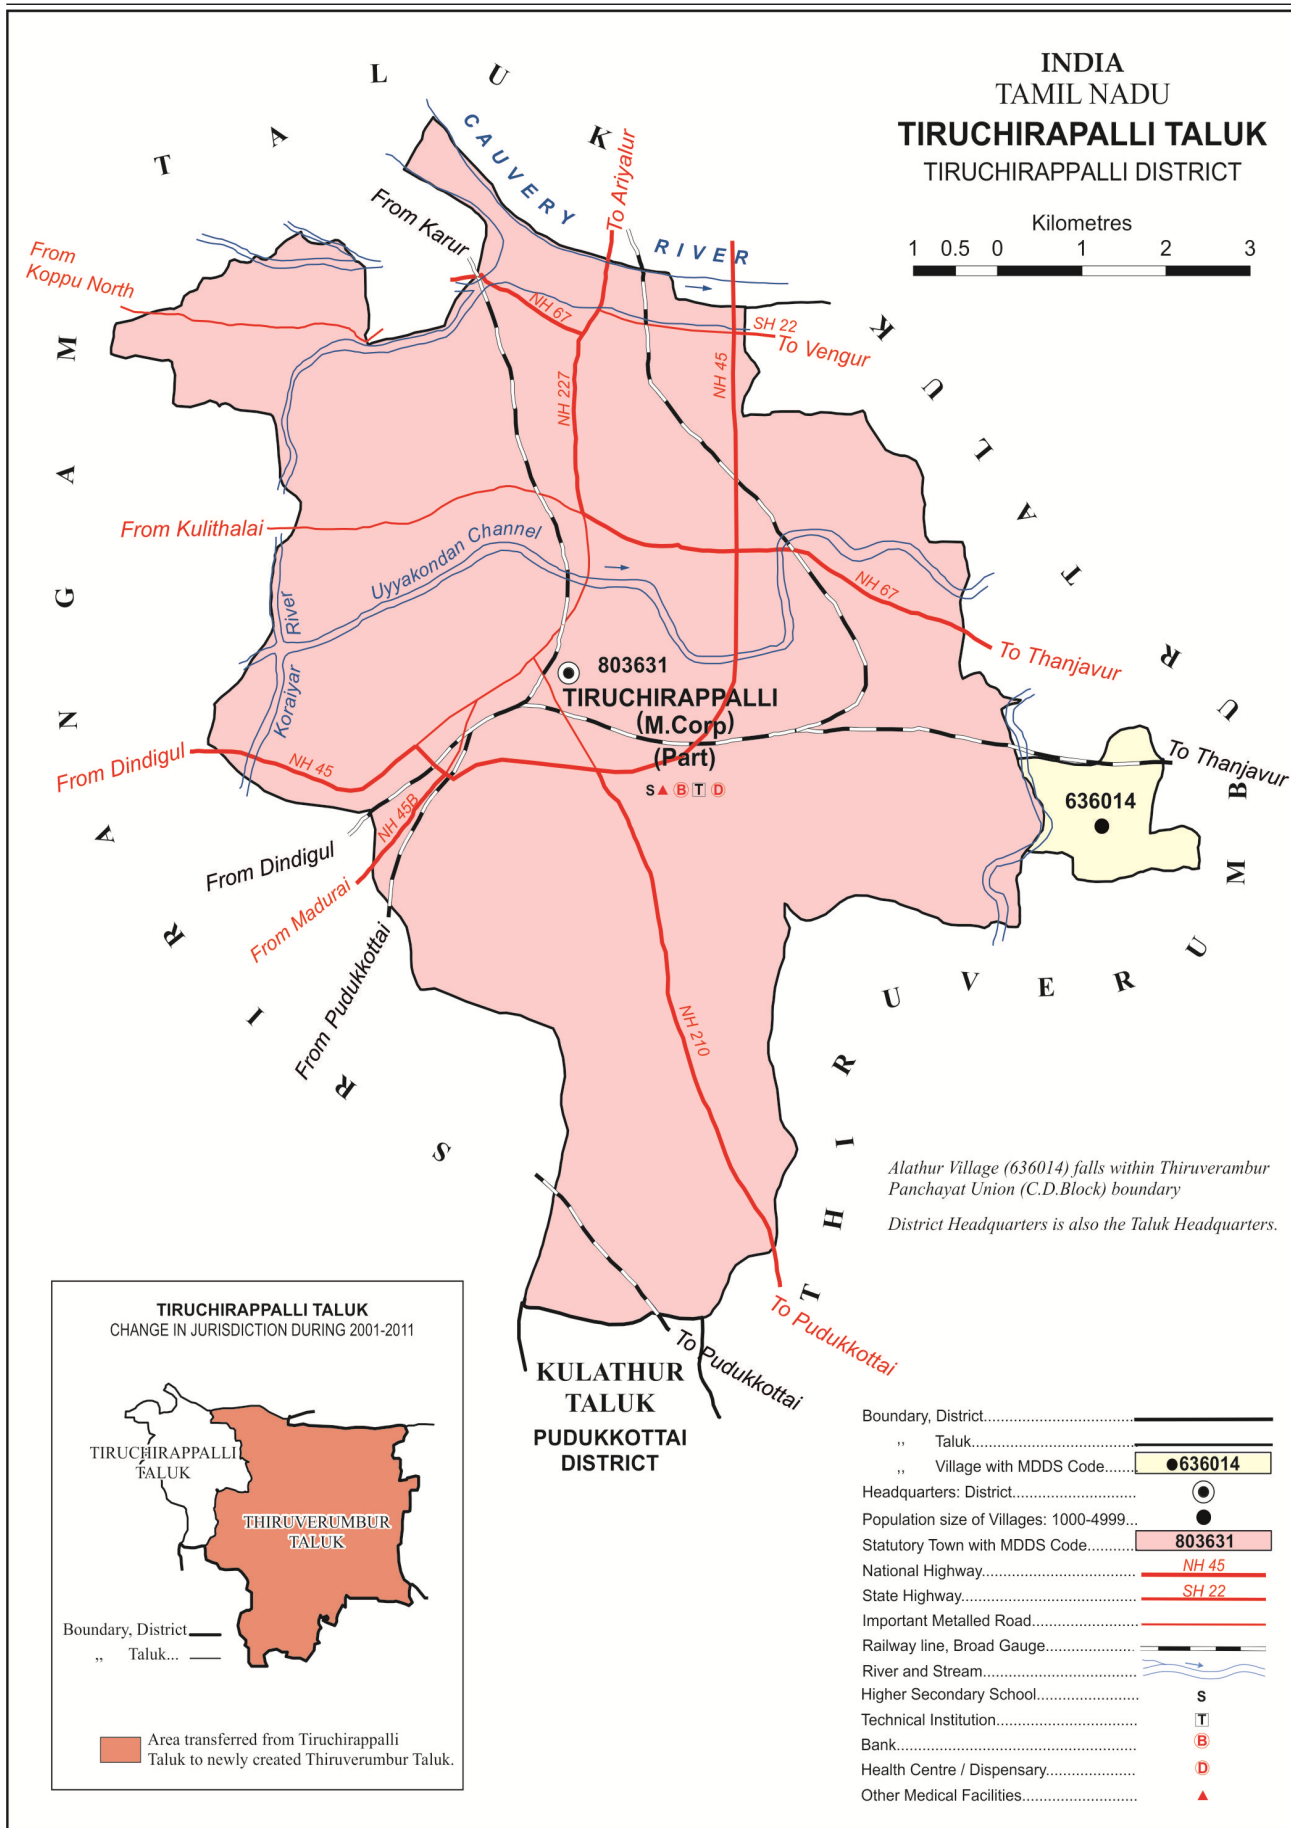 INDIA
TAMIL NADU
TIRUCHIRAPALLI TALUK
TIRUCHIRAPPALLI DISTRICT
Kilometres
1 0.5 0 1 2 3
SRIRANGAM TALUK
KULATHUR
THIRUVERUMBUR TALUK
CAUVERY RIVER
To Ariyalur
From Karur
From
Koppu North
NH 67
SH 22
To Vengur
NH 45
NH 227
From Kulithalai
Uyyakondan Channel
River
Koraiyar
NH 67
To Thanjavur
803631
TIRUCHIRAPPALLI
(M.Corp)
(Part)
S B T D
To Thanjavur
636014
From Dindigul
NH 45
NH 45B
From Dindigul
From Madurai
From Pudukkottai
NH 210
Alathur Village (636014) falls within Thiruverambur
Panchayat Union (C.D.Block) boundary
District Headquarters is also the Taluk Headquarters.
To Pudukkottai
To Pudukkottai
KULATHUR
TALUK
PUDUKKOTTAI
DISTRICT
TIRUCHIRAPPALLI TALUK
CHANGE IN JURISDICTION DURING 2001-2011
TIRUCHIRAPPALLI
TALUK
THIRUVERUMBUR
TALUK
Boundary, District
,, Taluk...
Area transferred from Tiruchirappalli
Taluk to newly created Thiruverumbur Taluk.
Boundary, District
,, Taluk
,, Village with MDDS Code 636014
Headquarters: District
Population size of Villages: 1000-4999...
Statutory Town with MDDS Code 803631
National Highway NH 45
State Highway SH 22
Important Metalled Road
Railway line, Broad Gauge
River and Stream
Higher Secondary School S
Technical Institution T
Bank B
Health Centre / Dispensary D
Other Medical Facilities